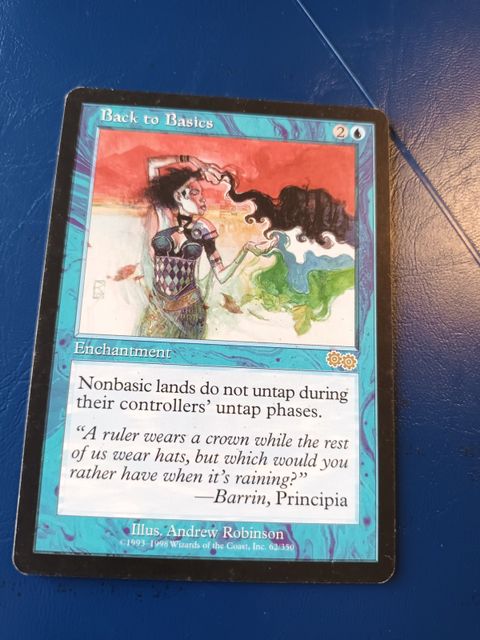 Back to Basics 2
Enchantment
Nonbasic lands do not untap during
their controllers' untap phases.
“A ruler wears a crown while the rest
of us wear hats, but which would you
rather have when it's raining?”
—Barrin, Principia
Illus. Andrew Robinson
©1993-1998 Wizards of the Coast, Inc. 62/350